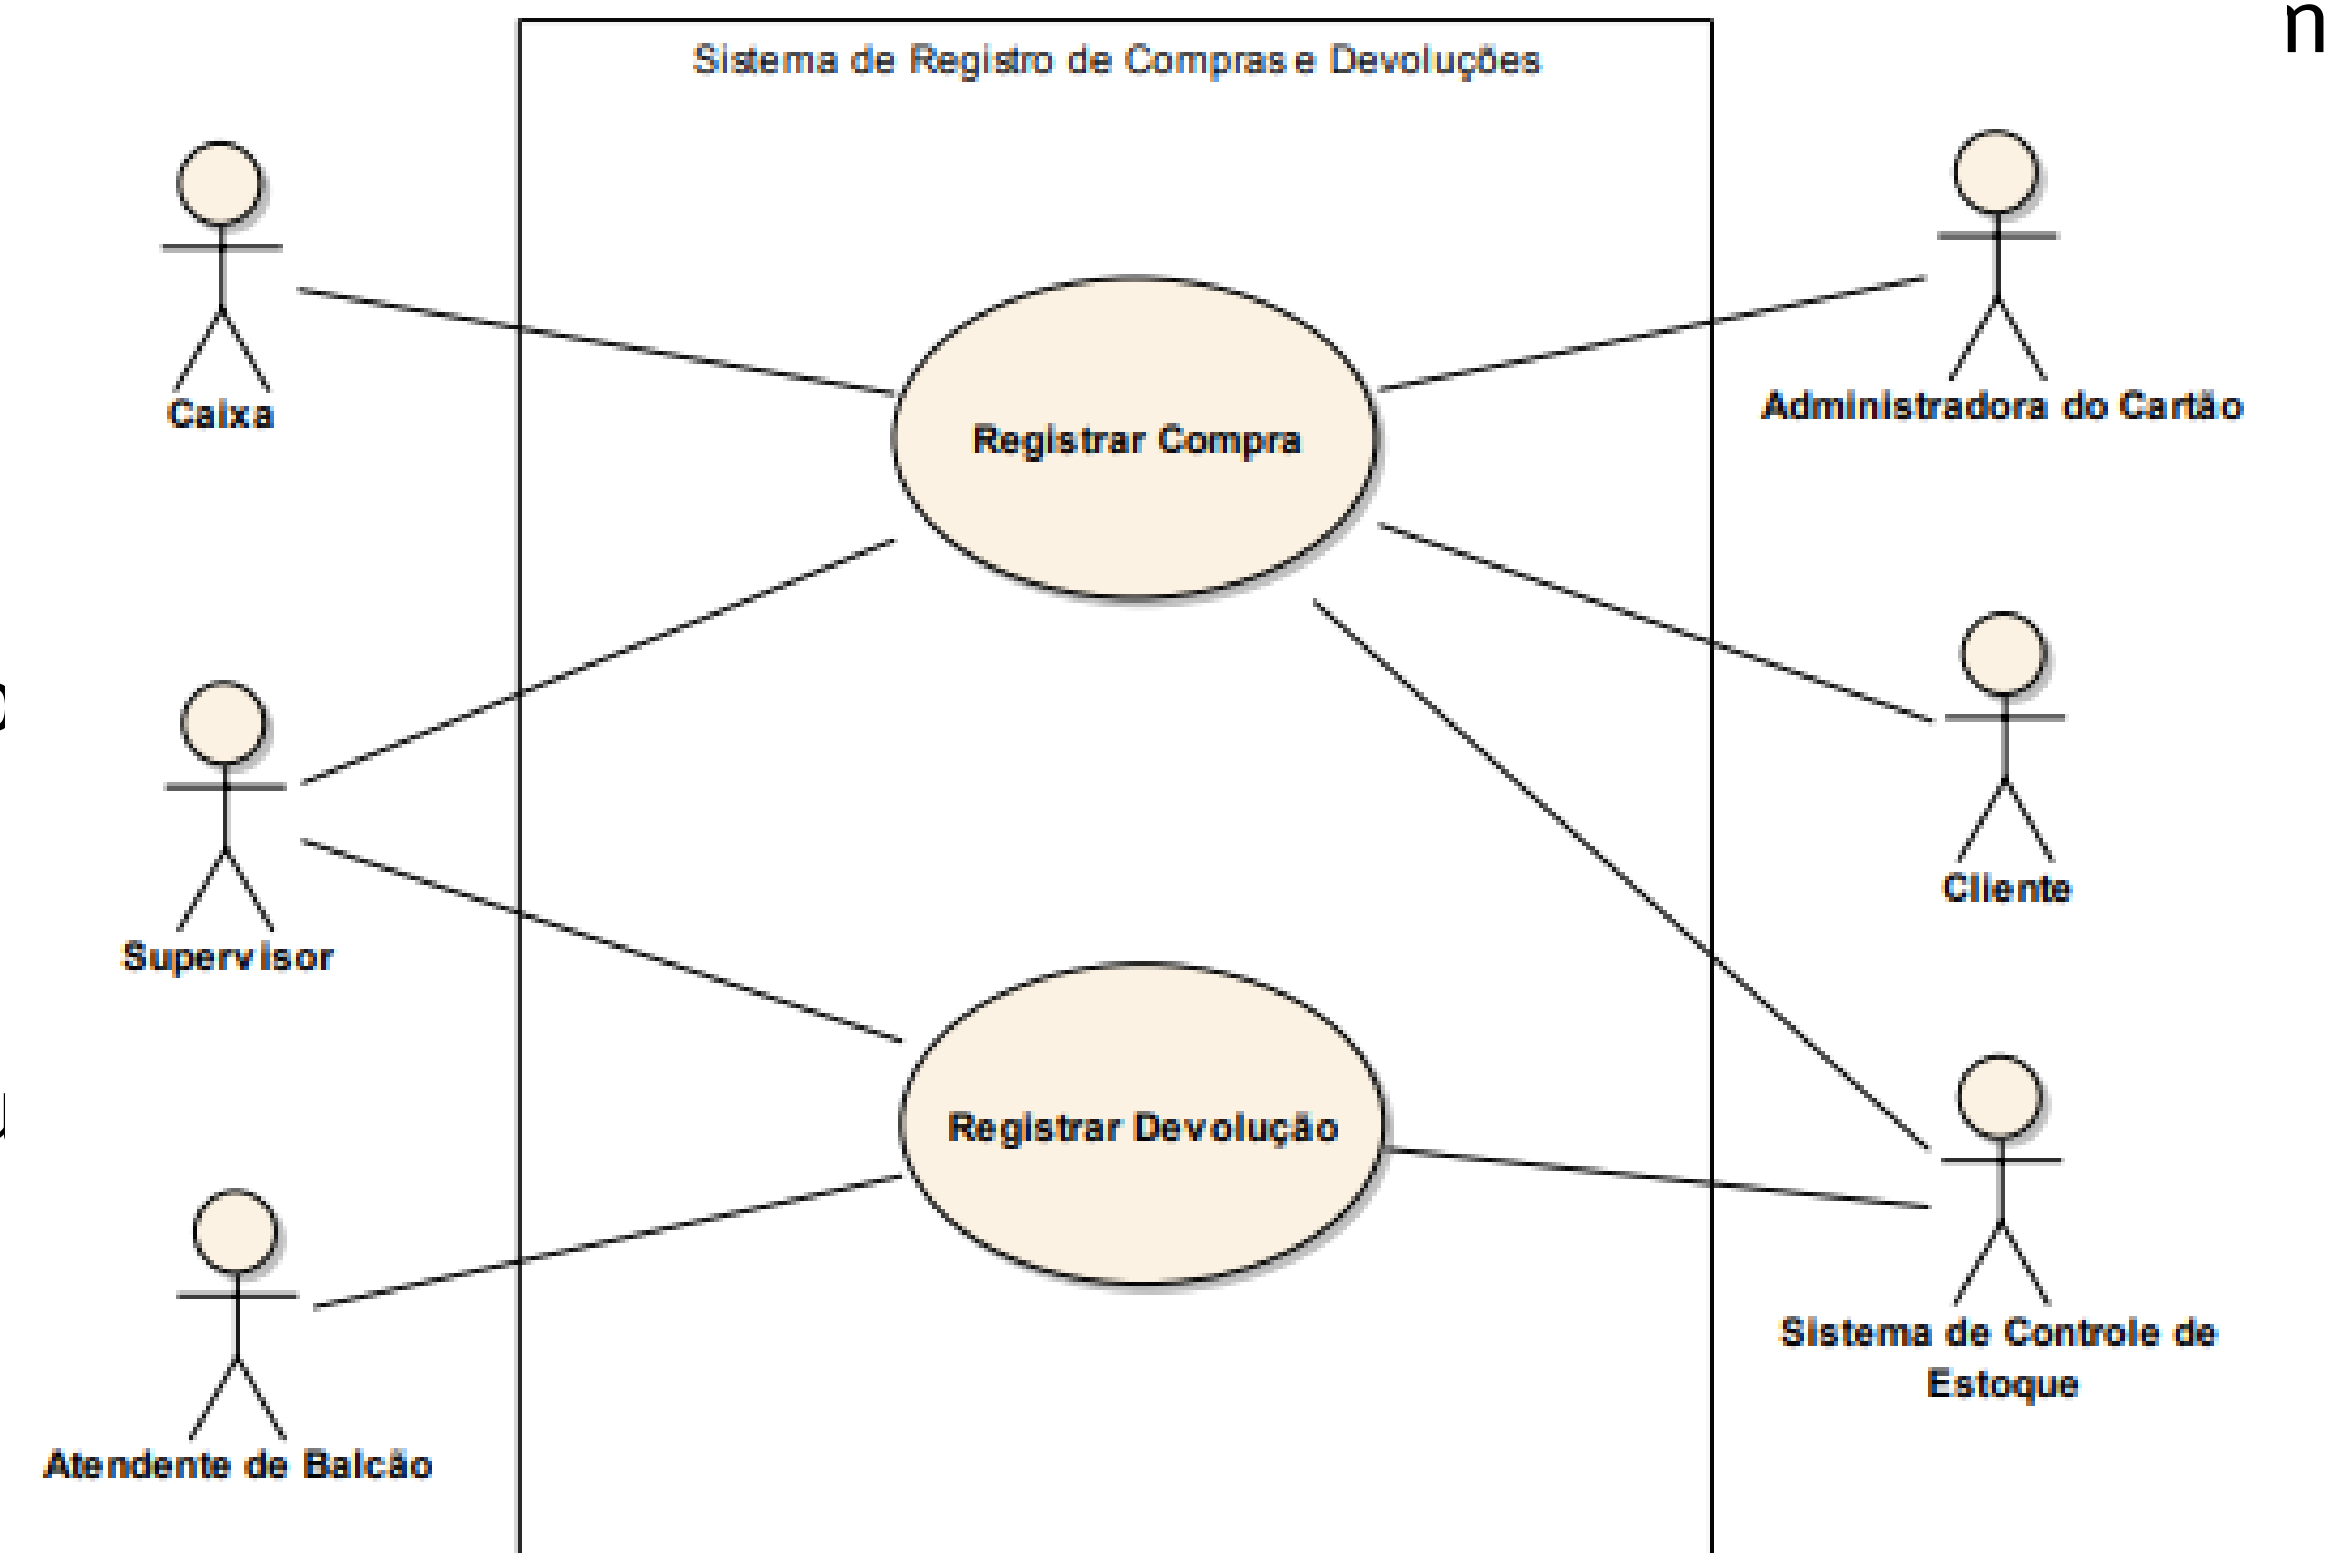 n
Sistema de Registro de Compras e Devoluções
Caixa
Administradora do Cartão
Registrar Compra
Cliente
Supervisor
Registrar Devolução
Sistema de Controle de
Estoque
Atendente de Balcão